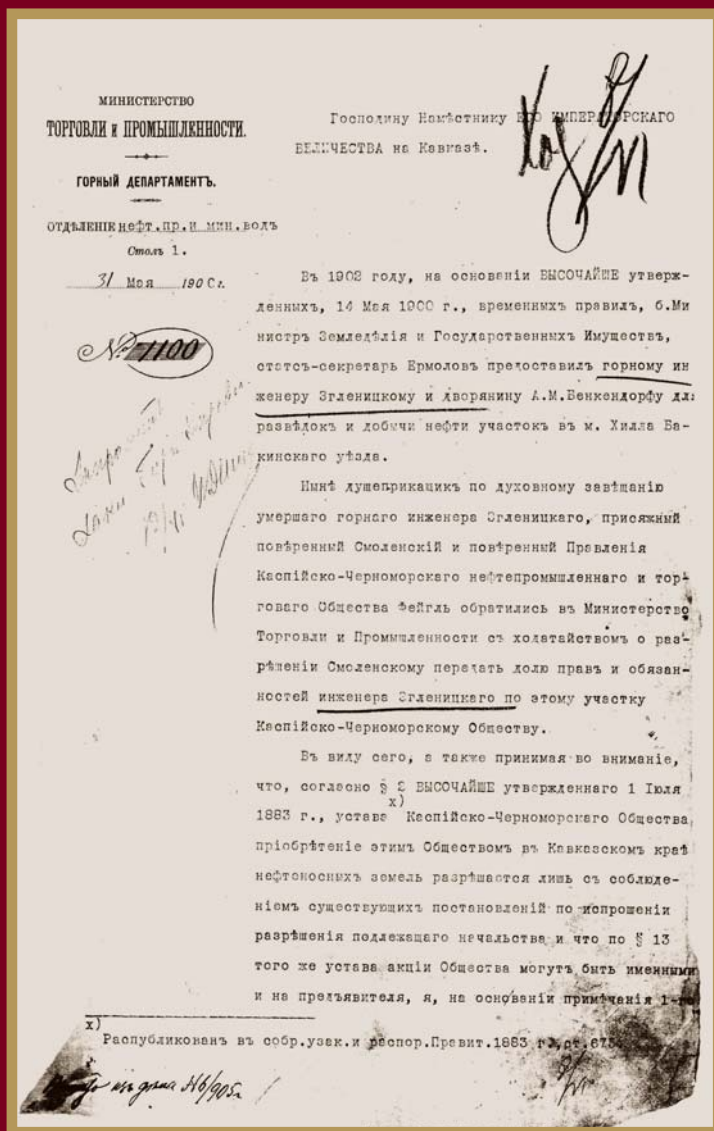 МИНИСТЕРСТВО
ТОРГОВЛИ и ПРОМЫШЛЕННОСТИ.
ГОРНЫЙ ДЕПАРТАМЕНТЪ.
ОТДѢЛЕНІЕ нефт.пр.и мин.водъ
Столъ 1.
31 Мая 190
№ 1100
Господину Намѣстнику ЕГО ИМПЕРАТОРСКАГО
ВЕЛИЧЕСТВА на Кавказѣ.
Въ 1902 году, на основаніи ВЫСОЧАЙШЕ утверж-
денныхъ, 14 Мая 1900 г., временныхъ правилъ, б.Ми
нистръ Земледѣлія и Государственныхъ Имуществъ,
статсъ-секретарь Ермоловъ предоставилъ горному ин
женеру Згленицкому и дворянину А.М.Бенкендорфу для
развѣдокъ и добычи нефти участокъ въ м. Хилла Ба-
кинскаго уѣзда.
Нынѣ душеприкащикъ по духовному завѣщанію
умершаго горнаго инженера Згленицкаго, присяжный
повѣренный Смоленскій и повѣренный Правленія
Каспійско-Черноморскаго нефтепромышленнаго и тор-
говаго Общества Фейгль обратились въ Министерство
Торговли и Промышленности съ ходатайствомъ о раз-
рѣшеніи Смоленскому передать долю правъ и обязан-
ностей инженера Згленицкаго по этому участку
Каспійско-Черноморскому Обществу.
Въ виду сего, а также принимая во вниманіе,
что, согласно § 2 ВЫСОЧАЙШЕ утвержденнаго 1 Іюля
х)
1883 г., устава Каспійско-Черноморскаго Общества,
пріобрѣтеніе этимъ Обществомъ въ Кавказскомъ краѣ
нефтеносныхъ земель разрѣшается лишь съ соблюде-
ніемъ существующихъ постановленій по испрошеніи
разрѣшенія подлежащаго начальства и что по § 13
того же устава акціи Общества могутъ быть именными
и на предъявителя, я, на основаніи примѣчанія 1-го
х)
Распубликованъ въ собр.узак.и распор.Правит.1883 г.,ст.
изъ дѣла